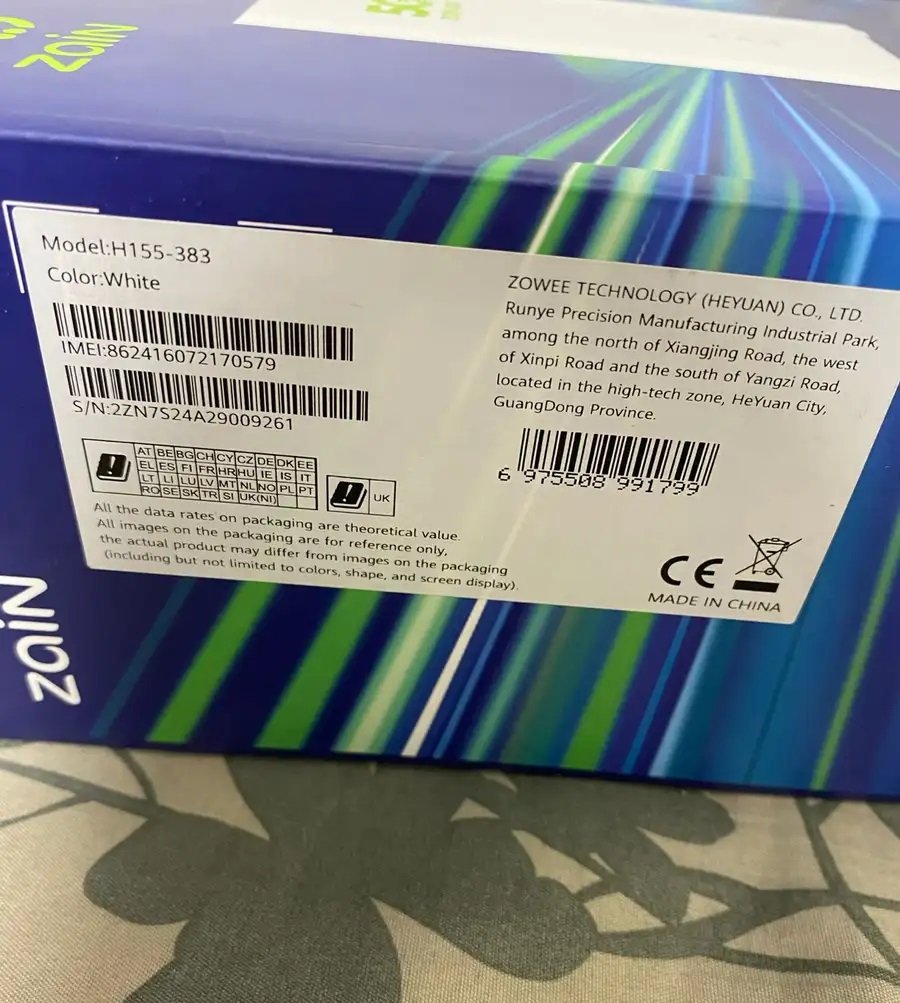 zain
5G
Model:H155-383
Color:White
IMEI:862416072170579
S/N:2ZN7S24A29009261
AT BE BG CH CY CZ DE DK EE
EL ES FI FR HR HU IE IS IT
LT LI LU LV MT NL NO PL PT
RO SE SK TR SI UK(NI)
UK
All the data rates on packaging are theoretical value.
All images on the packaging are for reference only,
the actual product may differ from images on the packaging
(including but not limited to colors, shape, and screen display).
ZOWEE TECHNOLOGY (HEYUAN) CO., LTD.
Runye Precision Manufacturing Industrial Park,
among the north of Xiangjing Road, the west
of Xinpi Road and the south of Yangzi Road,
located in the high-tech zone, HeYuan City,
GuangDong Province.
6 975508 991799
CE
MADE IN CHINA
zain